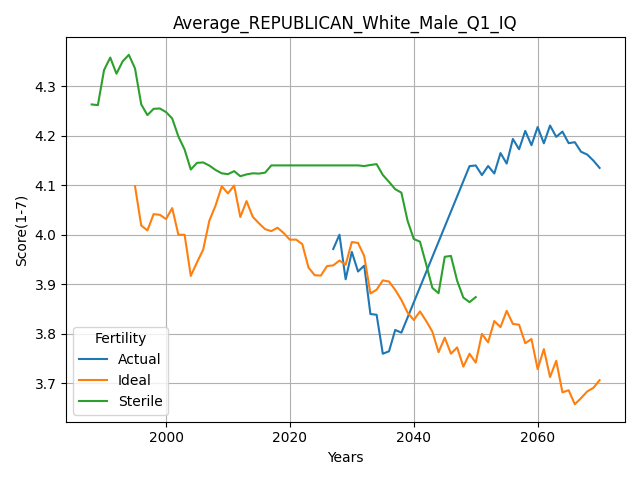 Average_REPUBLICAN_White_Male_Q1_IQ
Score(1-7)
4.3
4.2
4.1
4.0
3.9
3.8
3.7
Fertility
Actual
Ideal
Sterile
2000
2020
2040
2060
Years